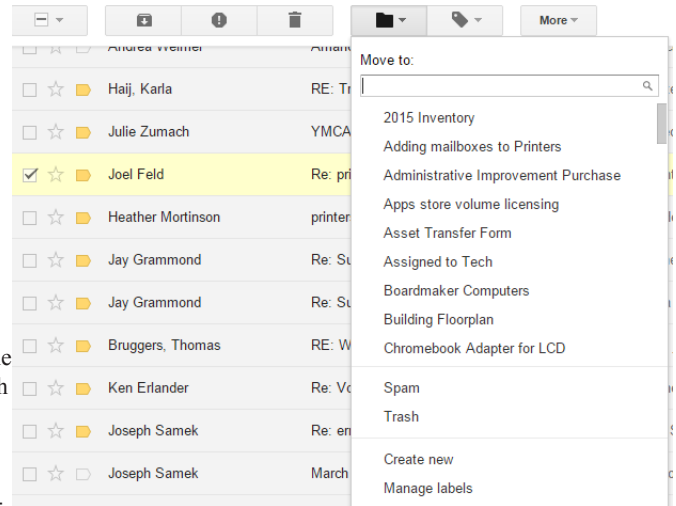 More
Move to:
Andrea Weimer
Haij, Karla RE: Tr
Julie Zumach YMCA
Joel Feld Re: pri
Heather Mortinson printer
Jay Grammond Re: Su
Jay Grammond Re: Su
Bruggers, Thomas RE: W
Ken Erlander Re: Vo
Joseph Samek Re: en
Joseph Samek March
2015 Inventory
Adding mailboxes to Printers
Administrative Improvement Purchase
Apps store volume licensing
Asset Transfer Form
Assigned to Tech
Boardmaker Computers
Building Floorplan
Chromebook Adapter for LCD
Spam
Trash
Create new
Manage labels